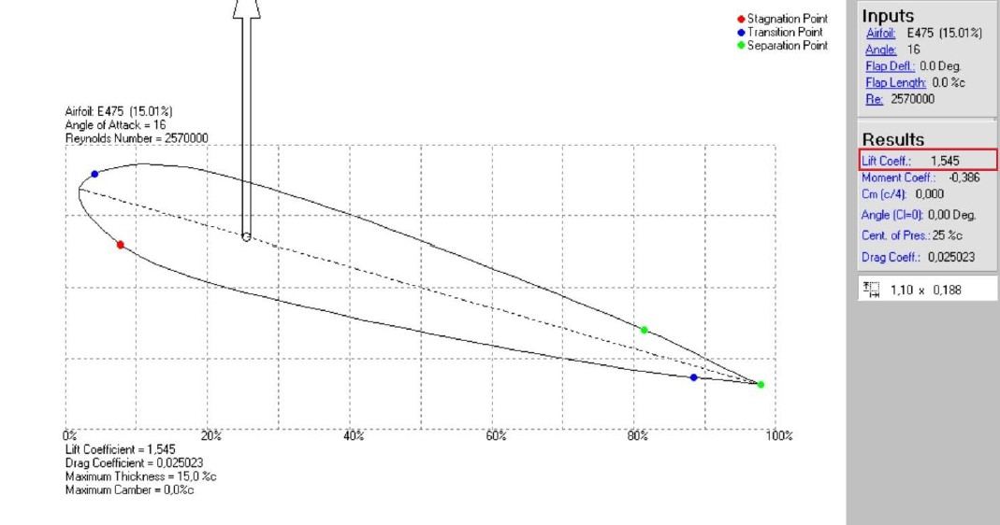 Stagnation Point
Transition Point
Separation Point
Airfoil: E475 (15.01%)
Angle of Attack = 16
Reynolds Number = 2570000
0%
20%
40%
60%
80%
100%
Lift Coefficient = 1,545
Drag Coefficient = 0,025023
Maximum Thickness = 15,0 %c
Maximum Camber = 0,0%c
Inputs
Airfoil: E475 (15.01%)
Angle: 16
Flap Defl.: 0.0 Deg.
Flap Length: 0.0 %c
Re: 2570000
Results
Lift Coeff.: 1,545
Moment Coeff.: -0,386
Cm (c/4): 0,000
Angle (Cl=0): 0,00 Deg.
Cent. of Pres.: 25 %c
Drag Coeff.: 0,025023
1,10 x 0,188